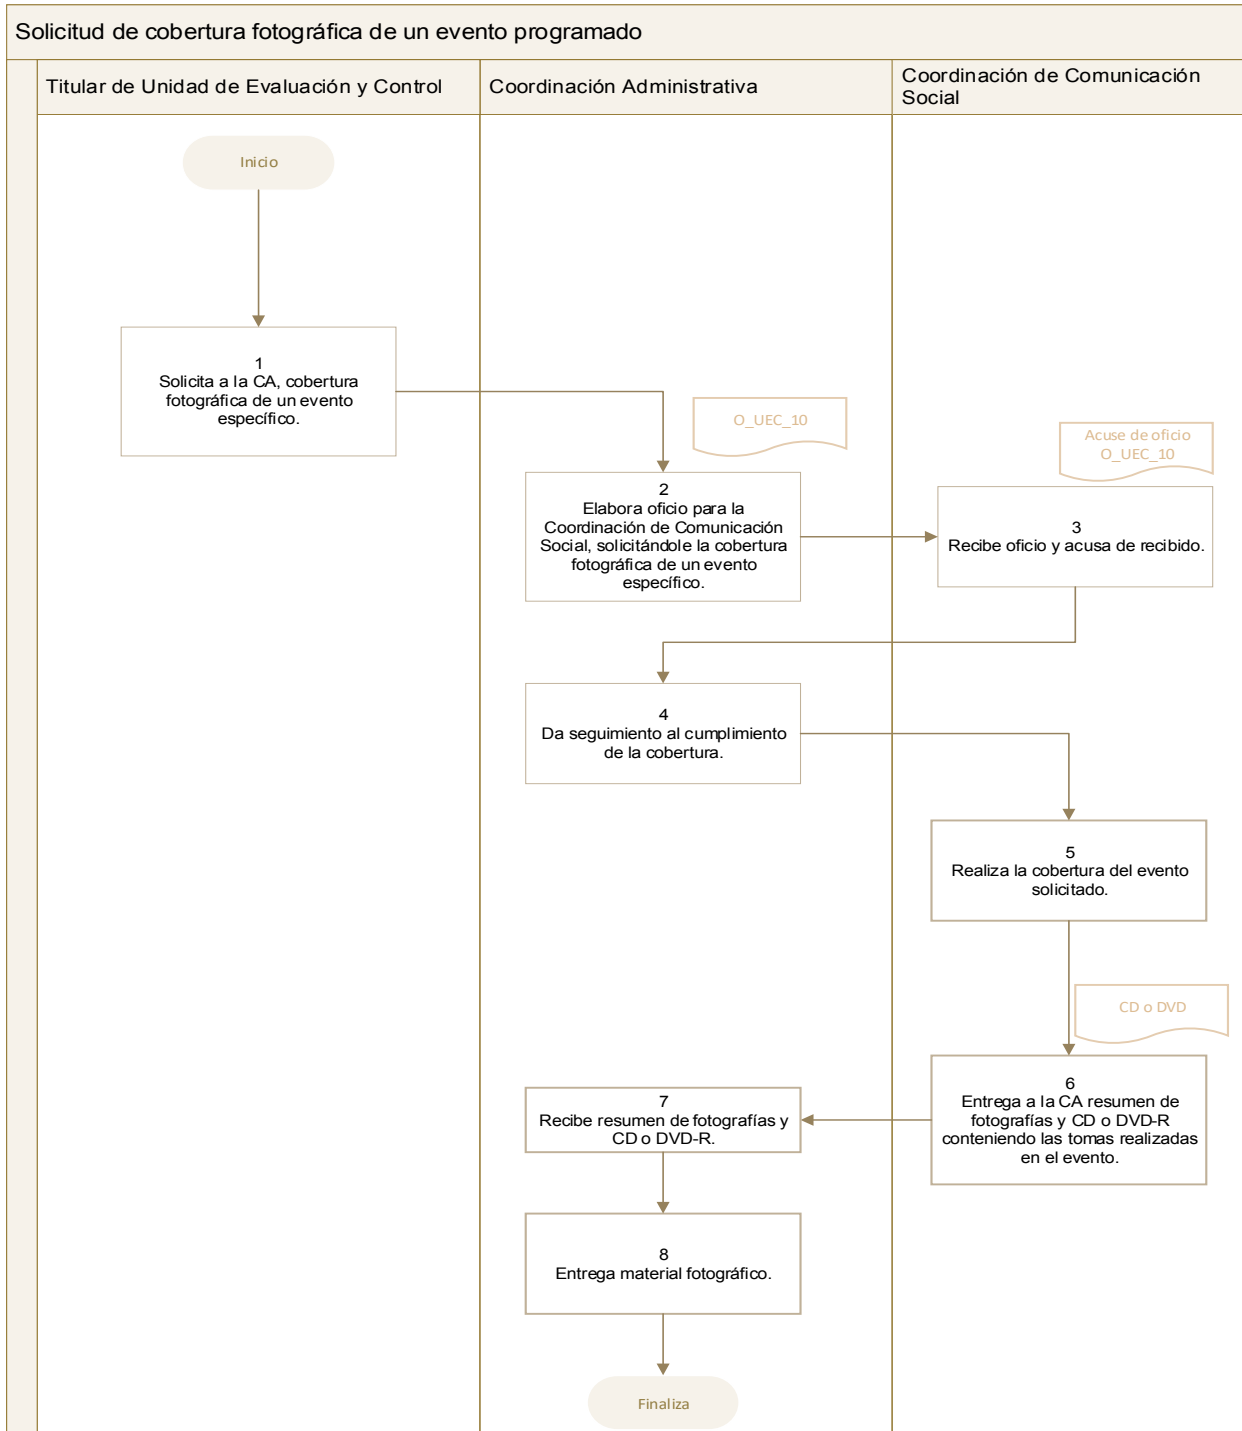 Solicitud de cobertura fotográfica de un evento programado
Titular de Unidad de Evaluación y Control
Coordinación Administrativa
Coordinación de Comunicación
Social
Inicio
1
Solicita a la CA, cobertura
fotográfica de un evento
específico.
O_UEC_10
2
Elabora oficio para la
Coordinación de Comunicación
Social, solicitándole la cobertura
fotográfica de un evento
específico.
Acuse de oficio
O_UEC_10
3
Recibe oficio y acusa de recibido.
4
Da seguimiento al cumplimiento
de la cobertura.
5
Realiza la cobertura del evento
solicitado.
CD o DVD
6
Entrega a la CA resumen de
fotografías y CD o DVD-R
conteniendo las tomas realizadas
en el evento.
7
Recibe resumen de fotografías y
CD o DVD-R.
8
Entrega material fotográfico.
Finaliza